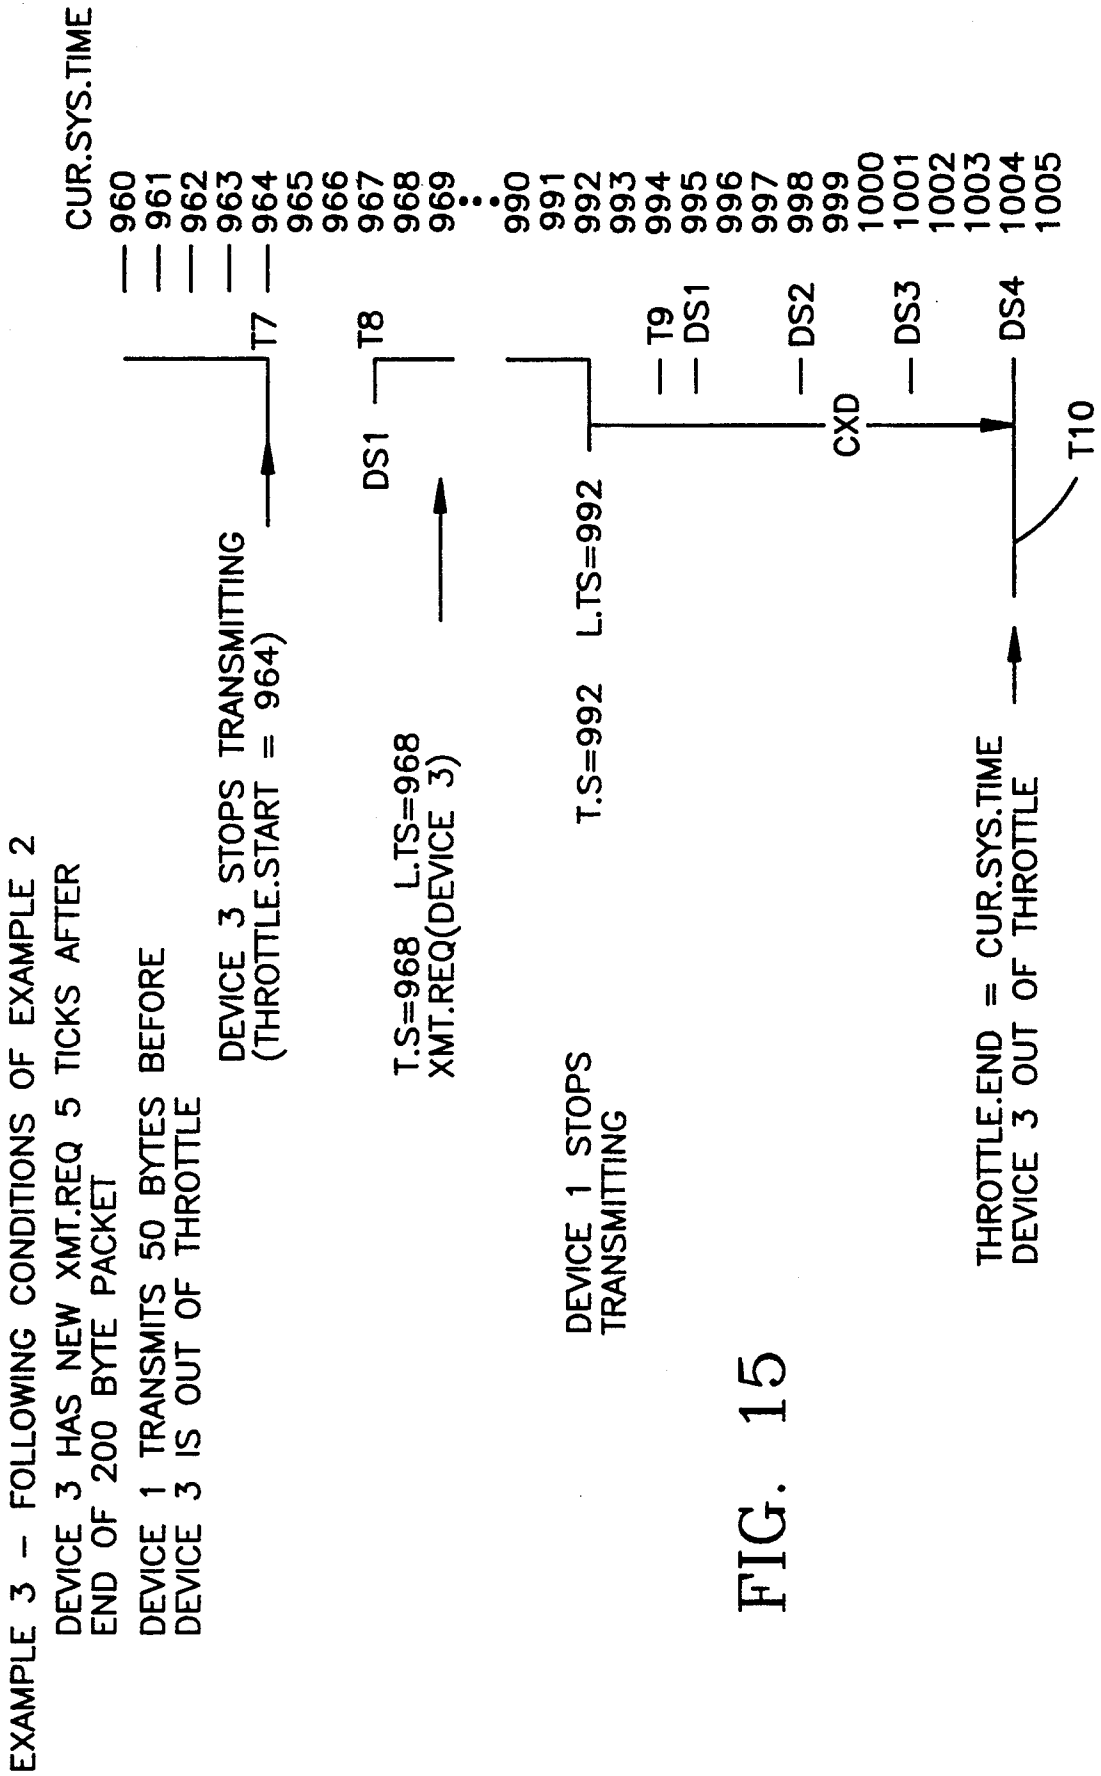 EXAMPLE 3 – FOLLOWING CONDITIONS OF EXAMPLE 2
DEVICE 3 HAS NEW XMT.REQ 5 TICKS AFTER
END OF 200 BYTE PACKET
DEVICE 1 TRANSMITS 50 BYTES BEFORE
DEVICE 3 IS OUT OF THROTTLE
CUR.SYS.TIME
960
961
962
963
964
965
966
967
968
969
990
991
992
993
994
995
996
997
998
999
1000
1001
1002
1003
1004
1005
DEVICE 3 STOPS TRANSMITTING
(THROTTLE.START = 964)
T7
DS1
T8
T.S=968 L.TS=968
XMT.REQ(DEVICE 3)
DEVICE 1 STOPS
TRANSMITTING
T.S=992 L.TS=992
T9
DS1
DS2
CXD
DS3
DS4
THROTTLE.END = CUR.SYS.TIME
DEVICE 3 OUT OF THROTTLE
T10
FIG. 15